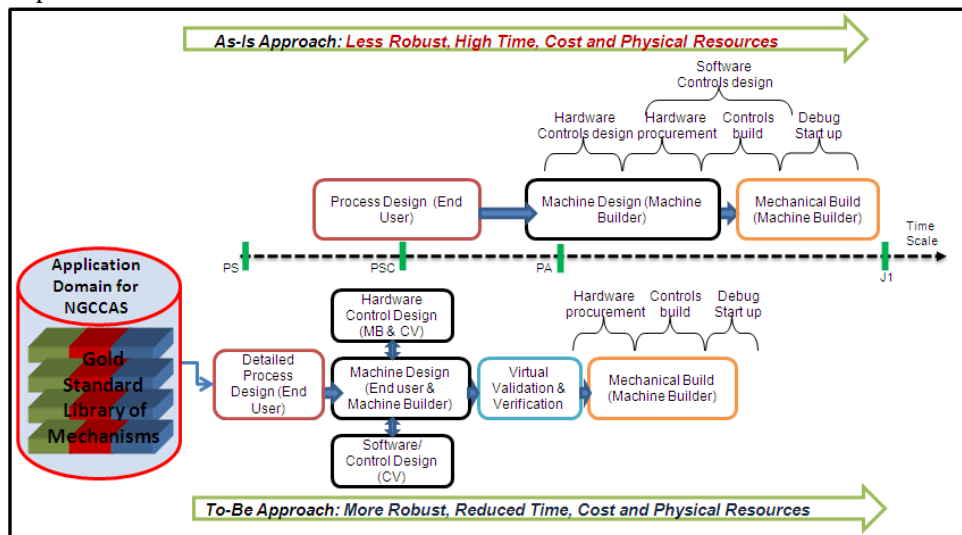 As-Is Approach: Less Robust, High Time, Cost and Physical Resources
Software
Controls design
Hardware
Controls design
Hardware
procurement
Controls
build
Debug
Start up
Process Design (End
User)
Machine Design (Machine
Builder)
Mechanical Build
(Machine Builder)
Time
Scale
PS
PSC
PA
J1
Application
Domain for
NGCCAS
Gold
Standard
Library of
Mechanisms
Hardware
Control Design
(MB & CV)
Hardware
procurement
Controls
build
Debug
Start up
Detailed
Process
Design (End
User)
Machine Design
(End user &
Machine Builder)
Virtual
Validation &
Verification
Mechanical Build
(Machine Builder)
Software/
Control Design
(CV)
To-Be Approach: More Robust, Reduced Time, Cost and Physical Resources